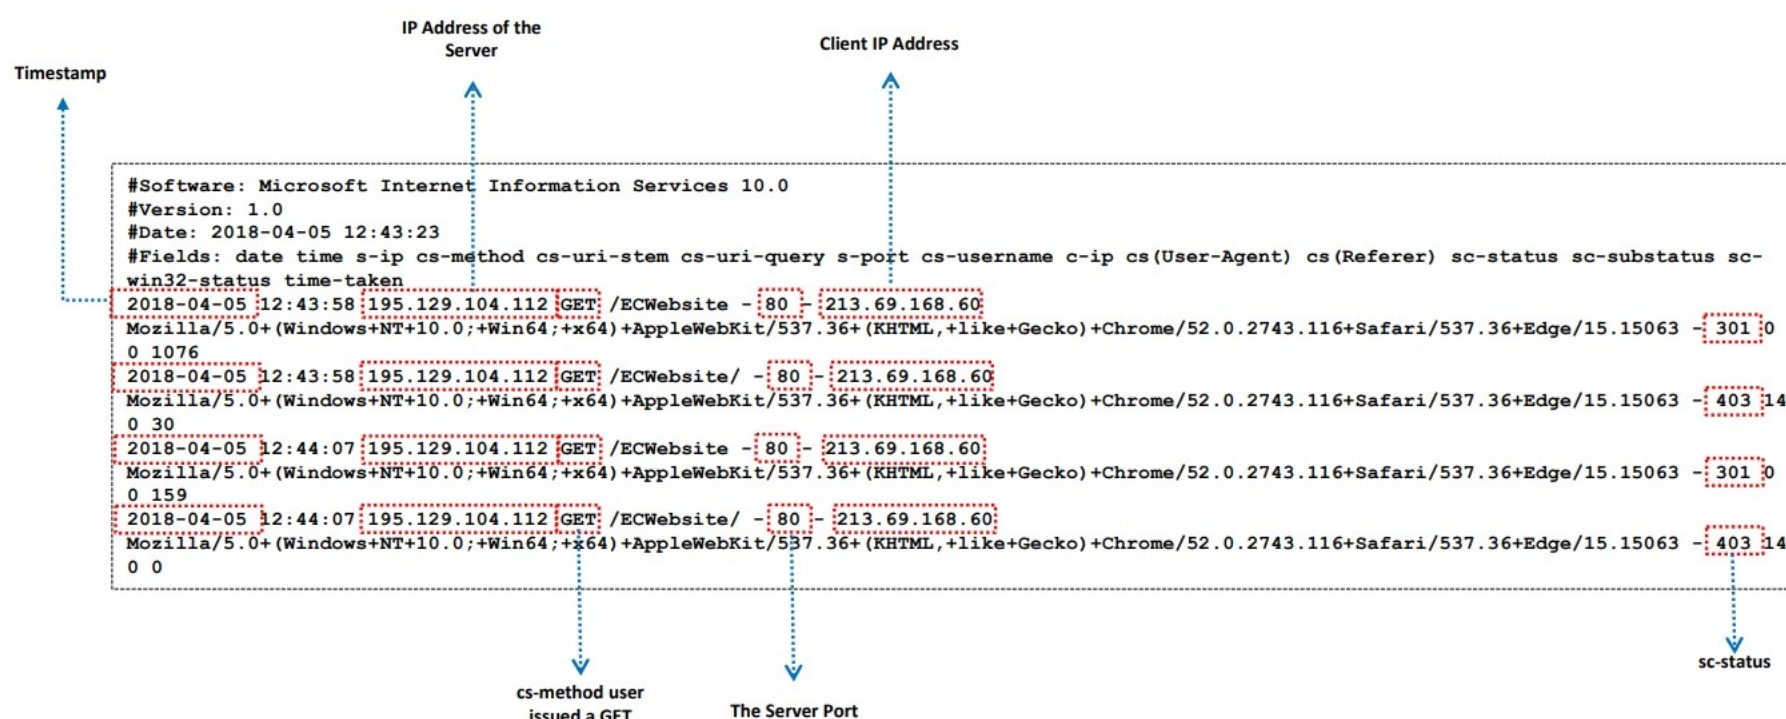 IP Address of the
Server
Client IP Address
Timestamp
#Software: Microsoft Internet Information Services 10.0
#Version: 1.0
#Date: 2018-04-05 12:43:23
#Fields: date time s-ip cs-method cs-uri-stem cs-uri-query s-port cs-username c-ip cs(User-Agent) cs(Referer) sc-status sc-substatus sc-
win32-status time-taken
2018-04-05 12:43:58 195.129.104.112 GET /ECWebsite - 80 - 213.69.168.60
Mozilla/5.0+(Windows+NT+10.0;+Win64;+x64)+AppleWebKit/537.36+(KHTML,+like+Gecko)+Chrome/52.0.2743.116+Safari/537.36+Edge/15.15063 - 301 0
0 1076
2018-04-05 12:43:58 195.129.104.112 GET /ECWebsite/ - 80 - 213.69.168.60
Mozilla/5.0+(Windows+NT+10.0;+Win64;+x64)+AppleWebKit/537.36+(KHTML,+like+Gecko)+Chrome/52.0.2743.116+Safari/537.36+Edge/15.15063 - 403 14
0 30
2018-04-05 12:44:07 195.129.104.112 GET /ECWebsite - 80 - 213.69.168.60
Mozilla/5.0+(Windows+NT+10.0;+Win64;+x64)+AppleWebKit/537.36+(KHTML,+like+Gecko)+Chrome/52.0.2743.116+Safari/537.36+Edge/15.15063 - 301 0
0 159
2018-04-05 12:44:07 195.129.104.112 GET /ECWebsite/ - 80 - 213.69.168.60
Mozilla/5.0+(Windows+NT+10.0;+Win64;+x64)+AppleWebKit/537.36+(KHTML,+like+Gecko)+Chrome/52.0.2743.116+Safari/537.36+Edge/15.15063 - 403 14
0 0
sc-status
cs-method user
issued a GET
The Server Port